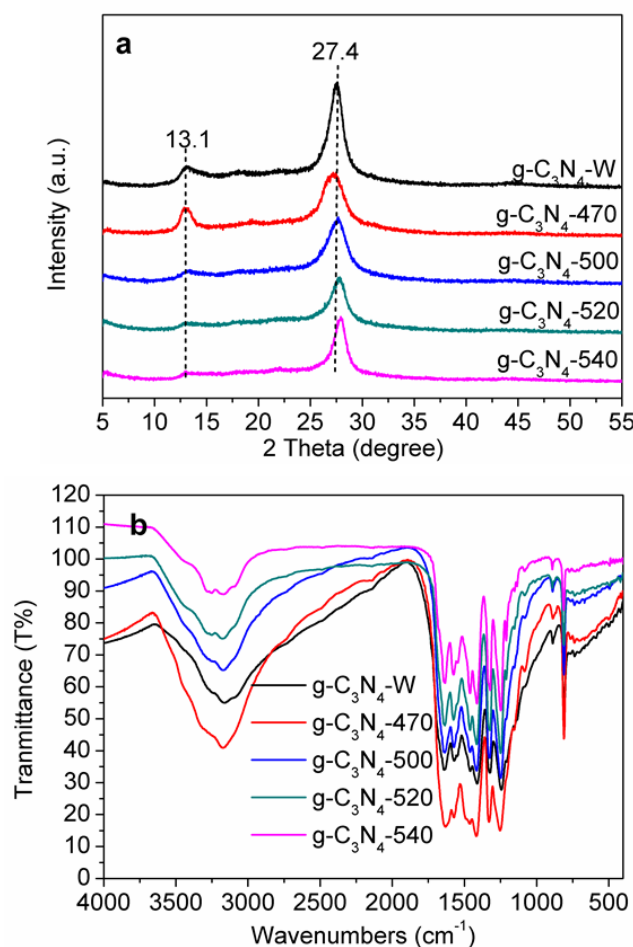 a
27.4
13.1
g-C₃N₄-W
g-C₃N₄-470
g-C₃N₄-500
g-C₃N₄-520
g-C₃N₄-540
Intensity (a.u.)
5 10 15 20 25 30 35 40 45 50 55
2 Theta (degree)
b
120
110
100
90
80
70
60
50
40
30
20
10
0
Tranmittance (T%)
g-C₃N₄-W
g-C₃N₄-470
g-C₃N₄-500
g-C₃N₄-520
g-C₃N₄-540
4000 3500 3000 2500 2000 1500 1000 500
Wavenumbers (cm⁻¹)